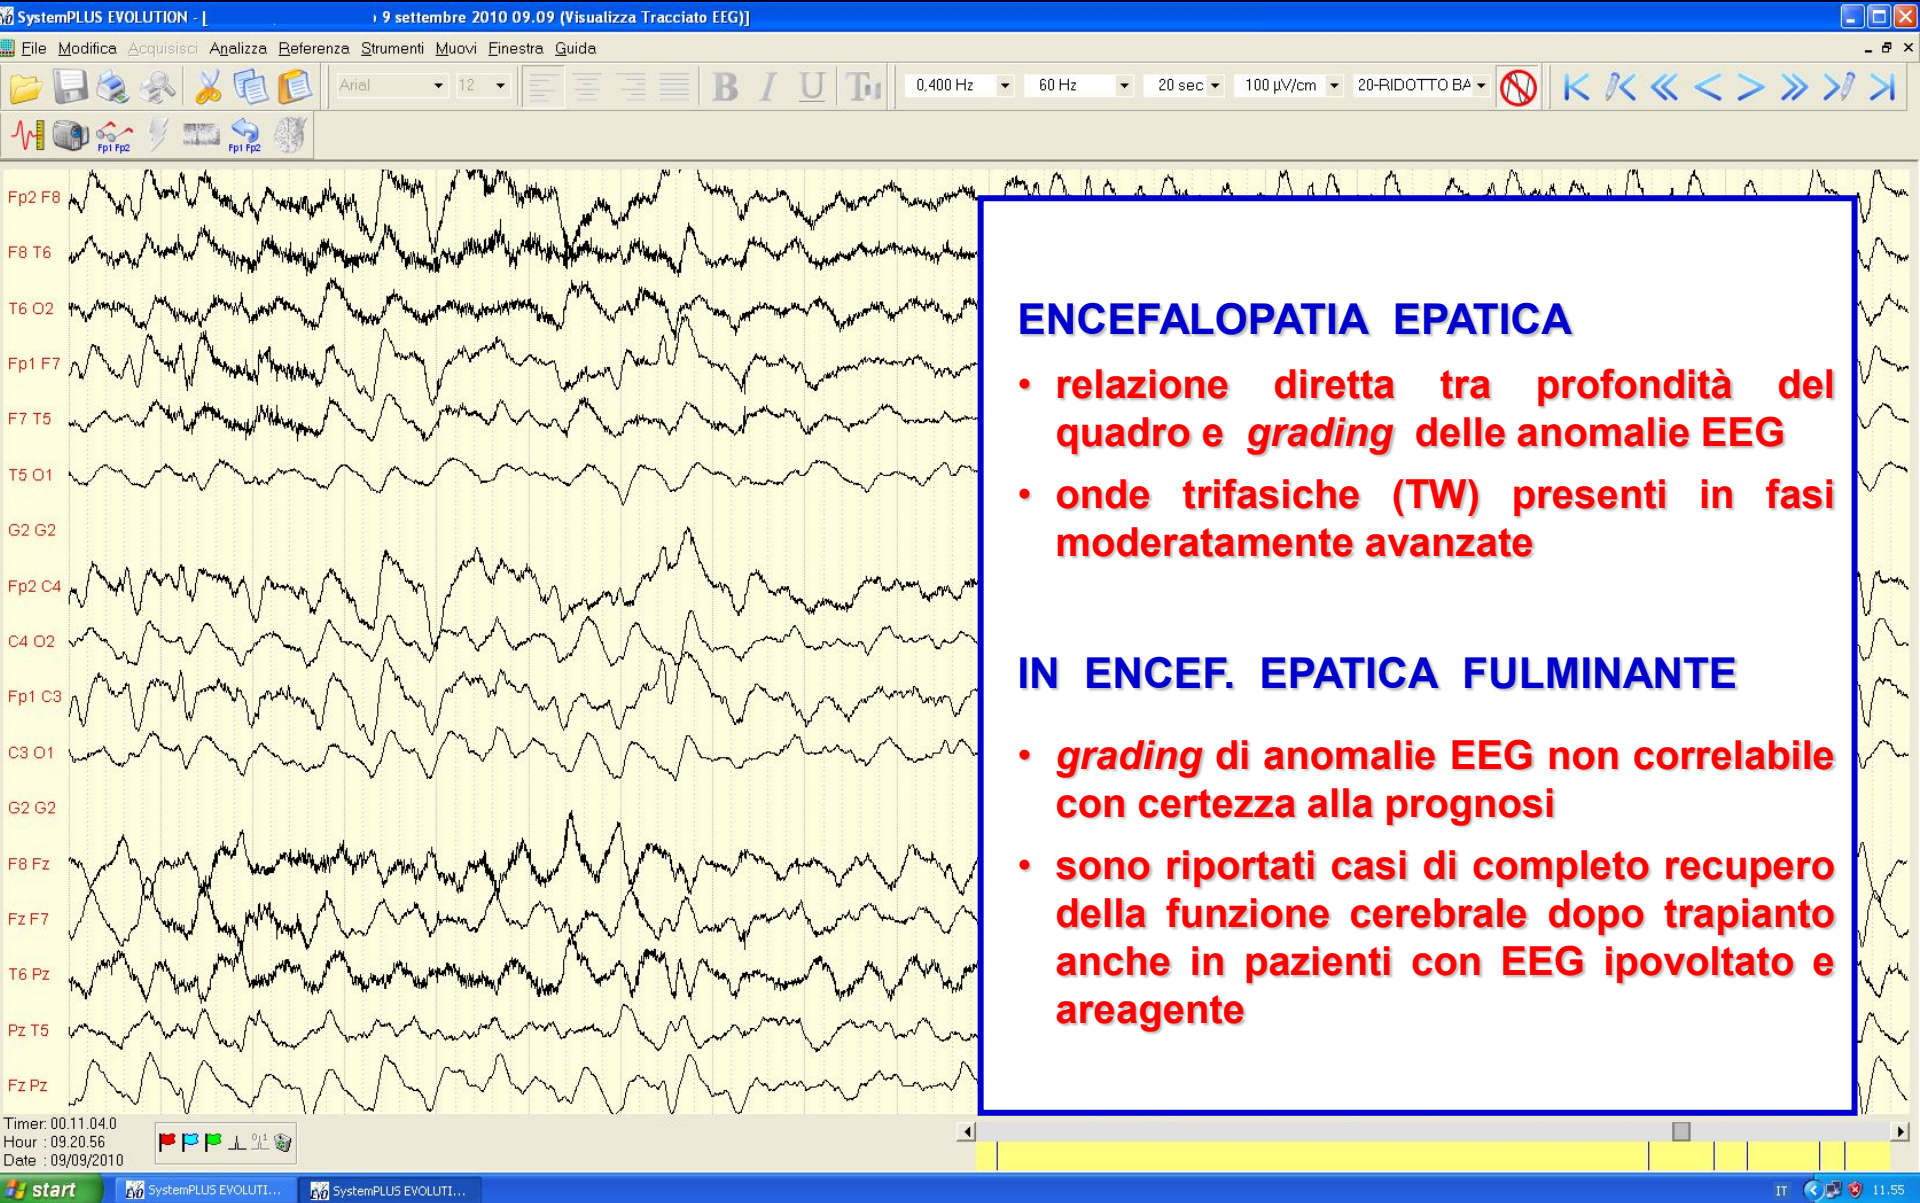 SystemPLUS EVOLUTION - [ 9 settembre 2010 09.09 (Visualizza Tracciato EEG)]
File Modifica Acquisisci Analizza Referenza Strumenti Muovi Finestra Guida
Arial 12 B I U 0,400 Hz 60 Hz 20 sec 100 µV/cm 20-RIDOTTO BA
Fp1 Fp2 Fp1 Fp2
Fp2 F8
F8 T6
T6 O2
Fp1 F7
F7 T5
T5 O1
G2 G2
Fp2 C4
C4 O2
Fp1 C3
C3 O1
G2 G2
F8 Fz
Fz F7
T6 Pz
Pz T5
Fz Pz
ENCEFALOPATIA EPATICA
• relazione diretta tra profondità del
quadro e grading delle anomalie EEG
• onde trifasiche (TW) presenti in fasi
moderatamente avanzate
IN ENCEF. EPATICA FULMINANTE
• grading di anomalie EEG non correlabile
con certezza alla prognosi
• sono riportati casi di completo recupero
della funzione cerebrale dopo trapianto
anche in pazienti con EEG ipovoltato e
areagente
Timer: 00.11.04.0
Hour : 09.20.56
Date : 09/09/2010
start SystemPLUS EVOLUTI... SystemPLUS EVOLUTI... IT 11.55